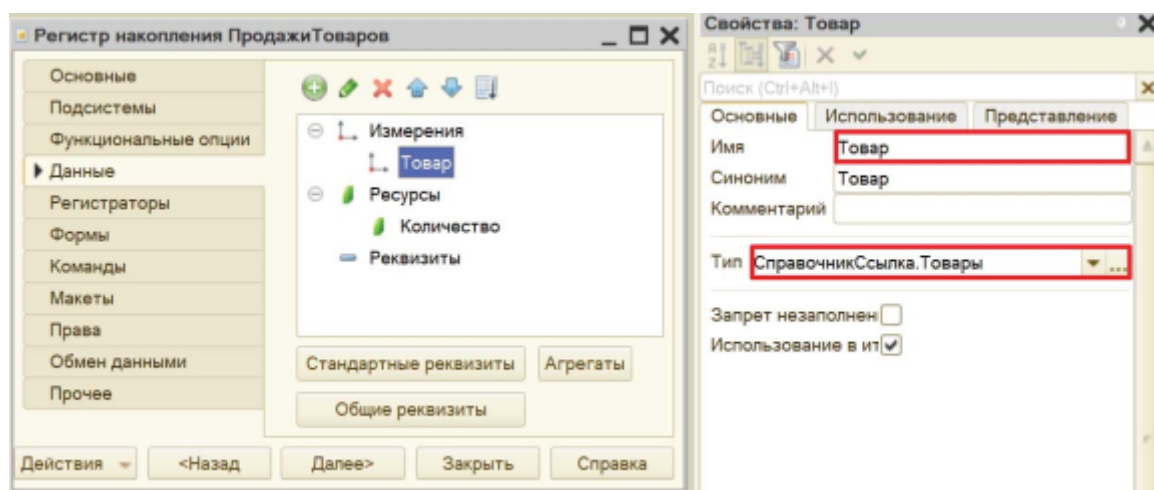 Регистр накопления ПродажиТоваров
Основные
Подсистемы
Функциональные опции
Данные
Регистраторы
Формы
Команды
Макеты
Права
Обмен данными
Прочее
Измерения
Товар
Ресурсы
Количество
Реквизиты
Стандартные реквизиты
Агрегаты
Общие реквизиты
Действия
<Назад
Далее>
Закрыть
Справка
Свойства: Товар
Поиск (Ctrl+Alt+I)
Основные Использование Представление
Имя Товар
Синоним Товар
Комментарий
Тип СправочникСсылка.Товары ...
Запрет незаполнен
Использование в ит